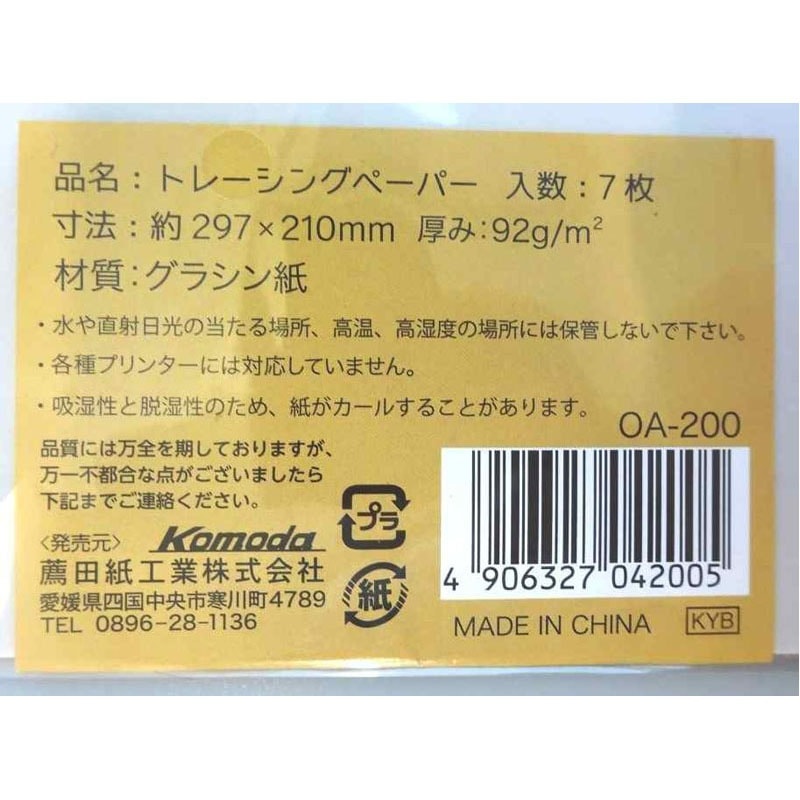 品名：トレーシングペーパー 入数：7枚
寸法：約297×210mm 厚み：92g/m²
材質：グラシン紙
・水や直射日光の当たる場所、高温、高湿度の場所には保管しないで下さい。
・各種プリンターには対応していません。
・吸湿性と脱湿性のため、紙がカールすることがあります。
OA-200
品質には万全を期しておりますが、
万一不都合な点がございましたら
下記までご連絡ください。
プラ
紙
〈発売元〉 Komoda
薦田紙工業株式会社
愛媛県四国中央市寒川町4789
TEL 0896-28-1136
4 906327 042005
MADE IN CHINA KYB